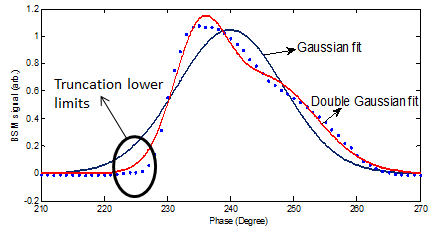 1.2
1
0.8
0.6
0.4
0.2
0
-0.2
BSM signal (arb.)
Truncation lower
limits
Gaussian fit
Double Gaussian fit
210 220 230 240 250 260 270
Phase (Degree)